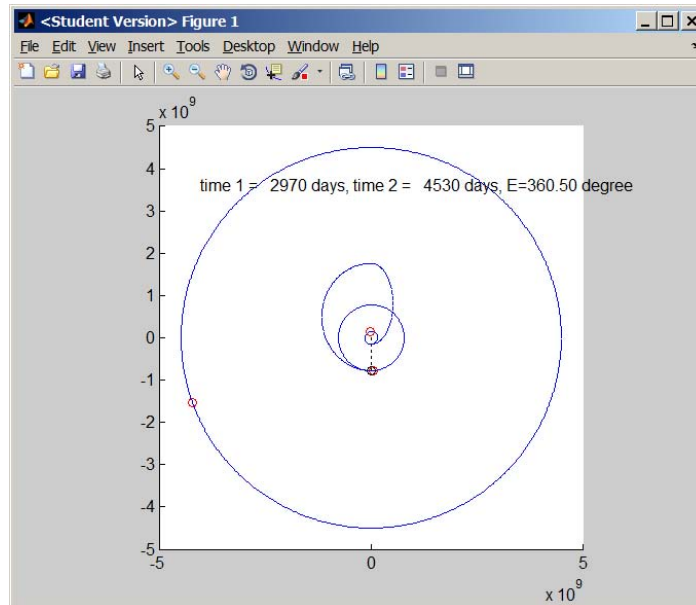 <Student Version> Figure 1
File Edit View Insert Tools Desktop Window Help
x 10^9
5
time 1 = 2970 days, time 2 = 4530 days, E=360.50 degree
4
3
2
1
0
-1
-2
-3
-4
-5
-5 0 5
x 10^9